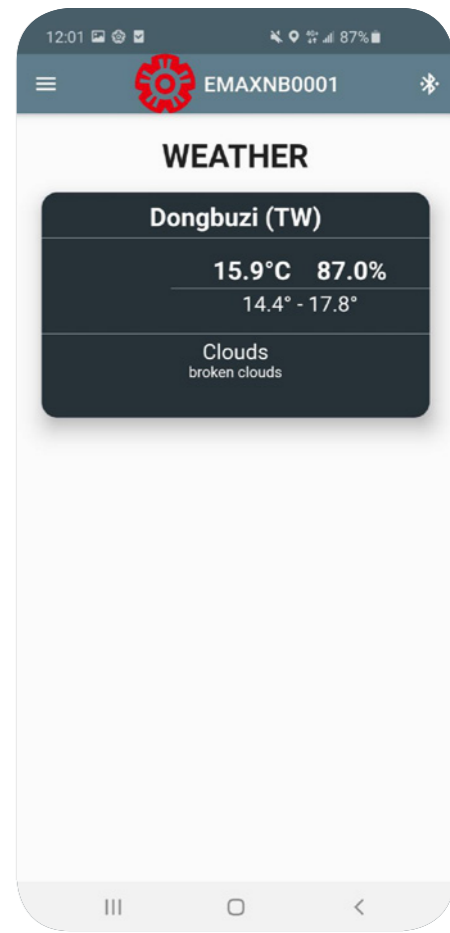 12:01 87%
EMAXNB0001
WEATHER
Dongbuzi (TW)
15.9°C 87.0%
14.4° - 17.8°
Clouds
broken clouds